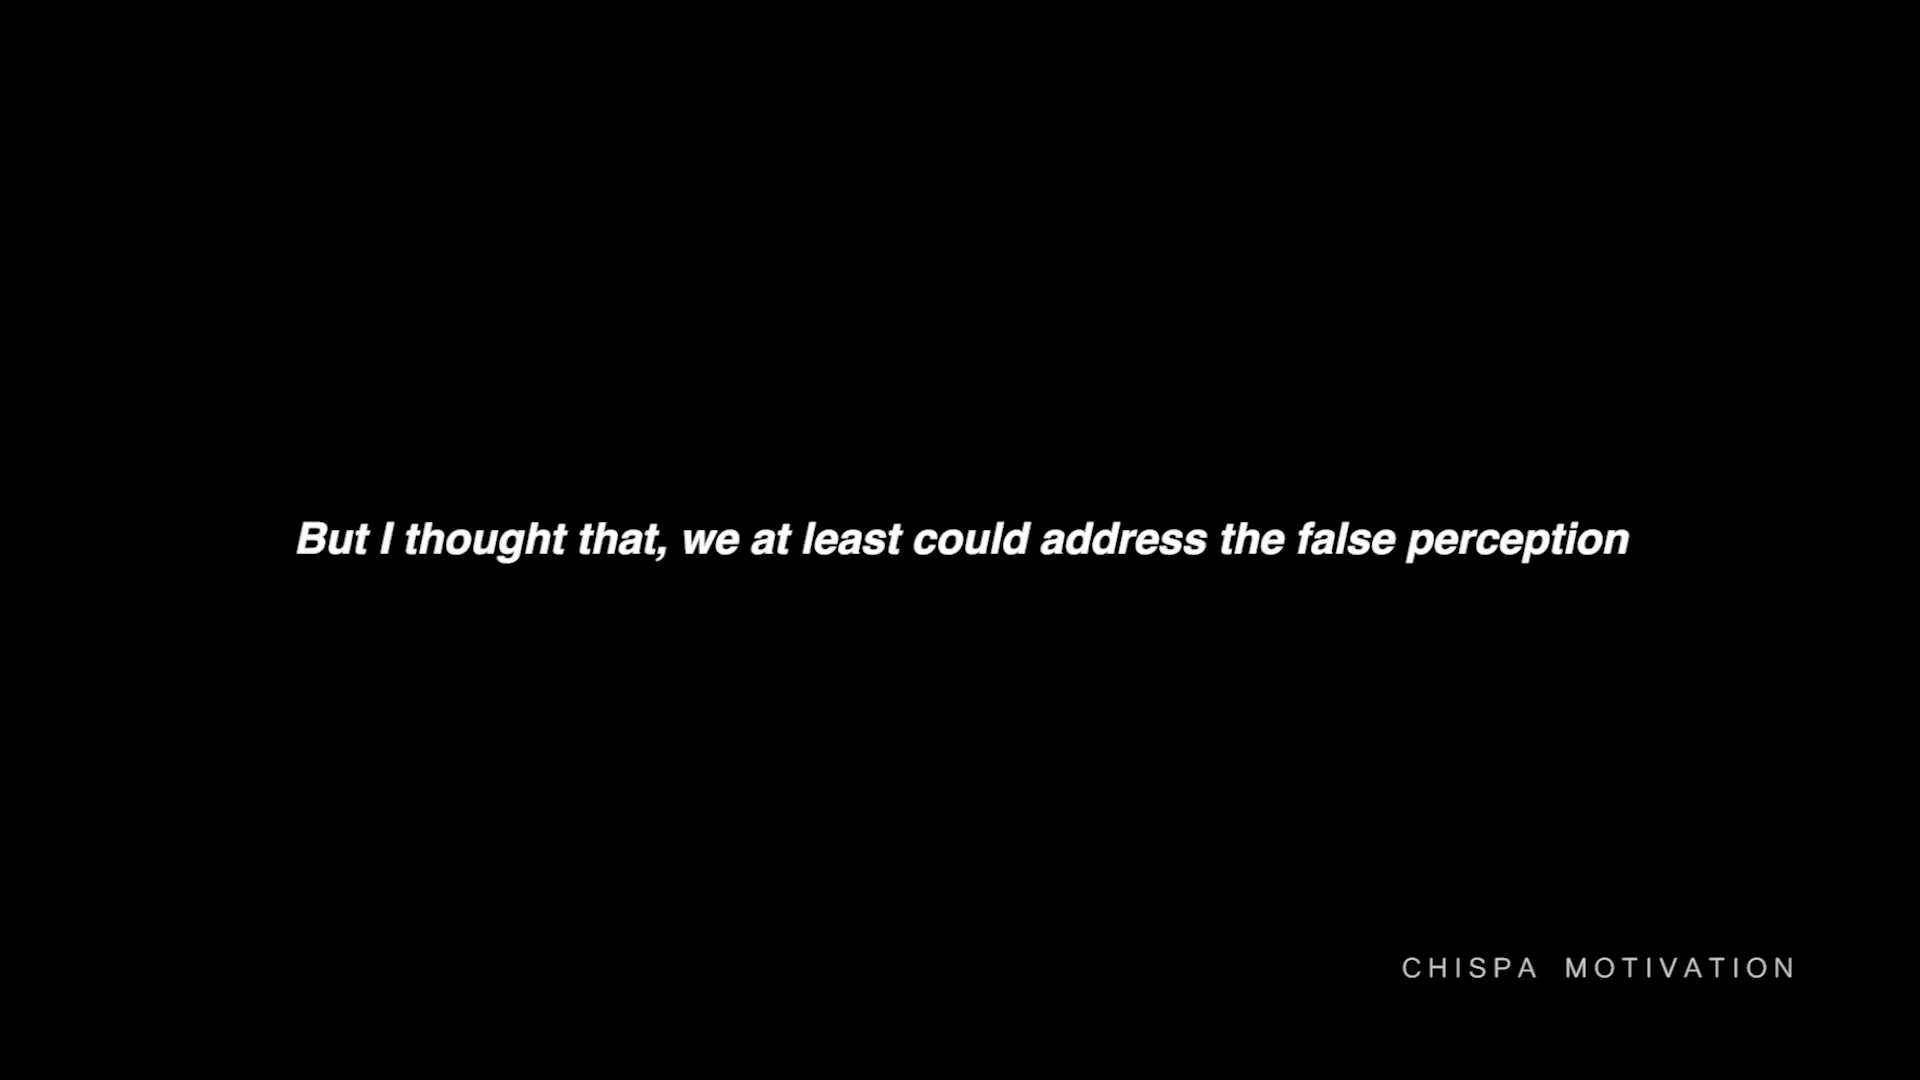 But I thought that, we at least could address the false perception
CHISPA MOTIVATION